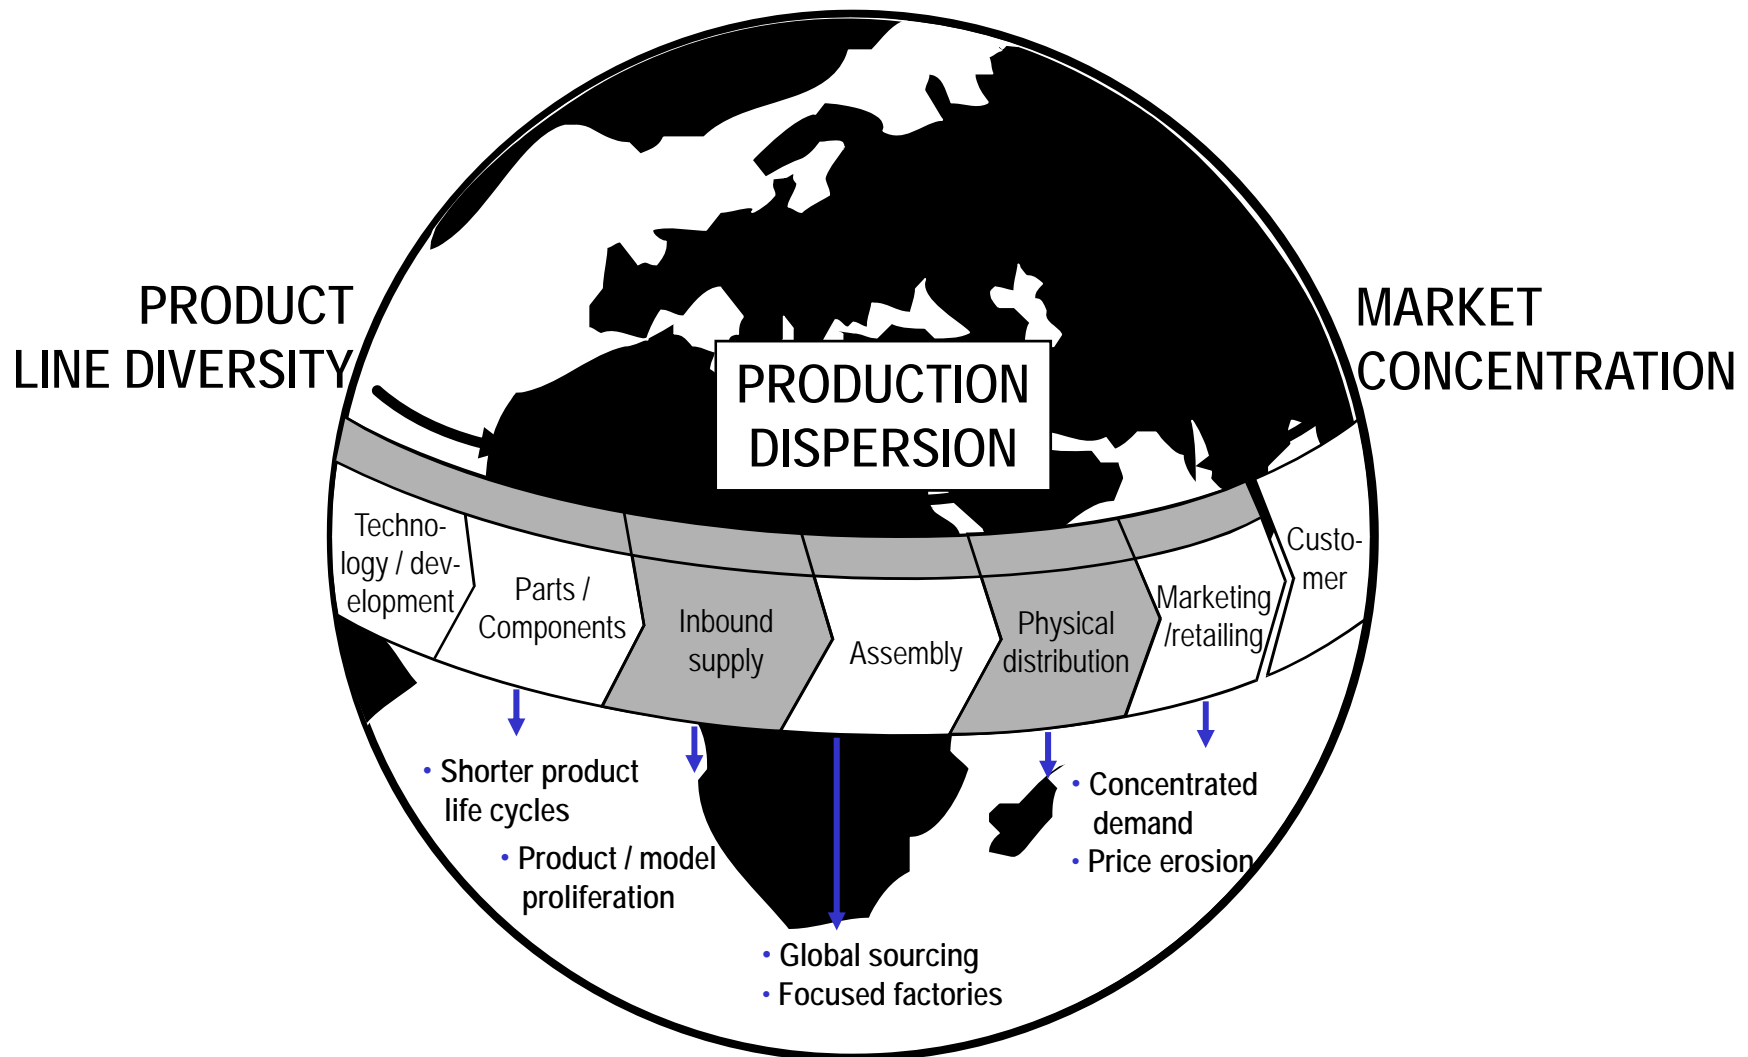 PRODUCT
LINE DIVERSITY
MARKET
CONCENTRATION
PRODUCTION
DISPERSION
Techno-
logy / dev-
elopment
Parts /
Components
Inbound
supply
Assembly
Physical
distribution
Marketing
/retailing
Custo-
mer
• Shorter product
life cycles
• Product / model
proliferation
• Global sourcing
• Focused factories
• Concentrated
demand
• Price erosion